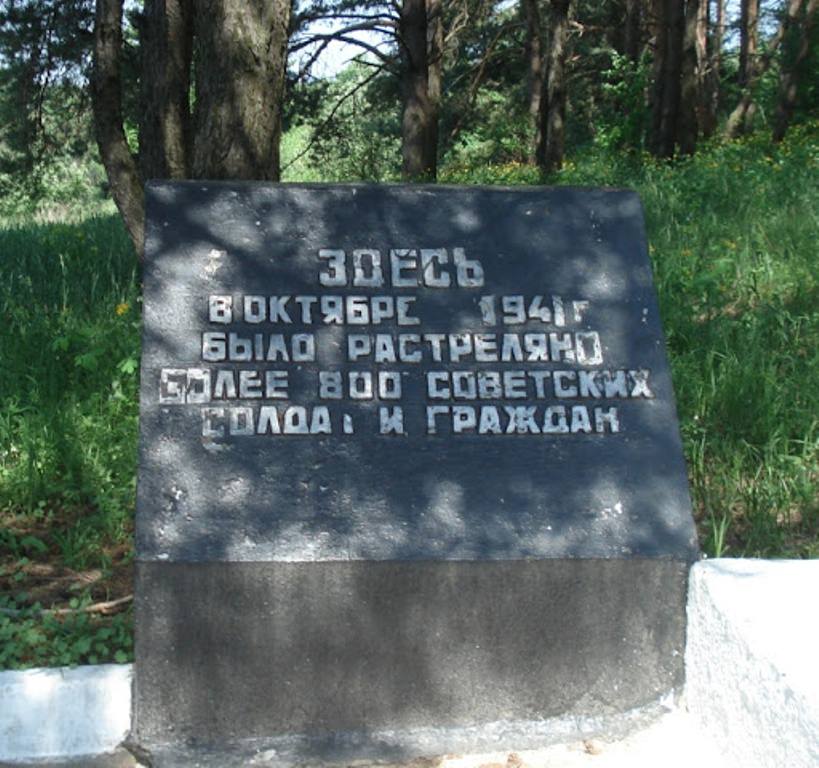 ЗДЕСЬ
В ОКТЯБРЕ 1941 г
БЫЛО РАСТРЕЛЯНО
БОЛЕЕ 800 СОВЕТСКИХ
СОЛДАТ И ГРАЖДАН